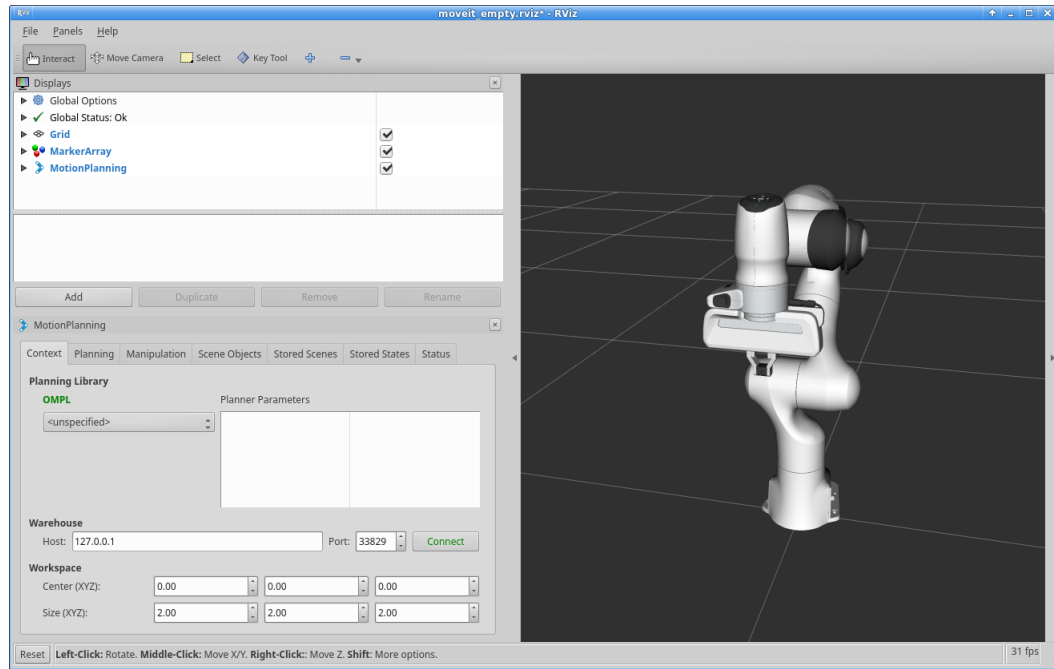 RViz
moveit_empty.rviz* - RViz
File Panels Help
Interact Move Camera Select Key Tool
Displays
Global Options
Global Status: Ok
Grid
MarkerArray
MotionPlanning
Add Duplicate Remove Rename
MotionPlanning
Context Planning Manipulation Scene Objects Stored Scenes Stored States Status
Planning Library
OMPL Planner Parameters
<unspecified>
Warehouse
Host: 127.0.0.1 Port: 33829 Connect
Workspace
Center (XYZ): 0.00 0.00 0.00
Size (XYZ): 2.00 2.00 2.00
Reset Left-Click: Rotate. Middle-Click: Move X/Y. Right-Click:: Move Z. Shift: More options. 31 fps